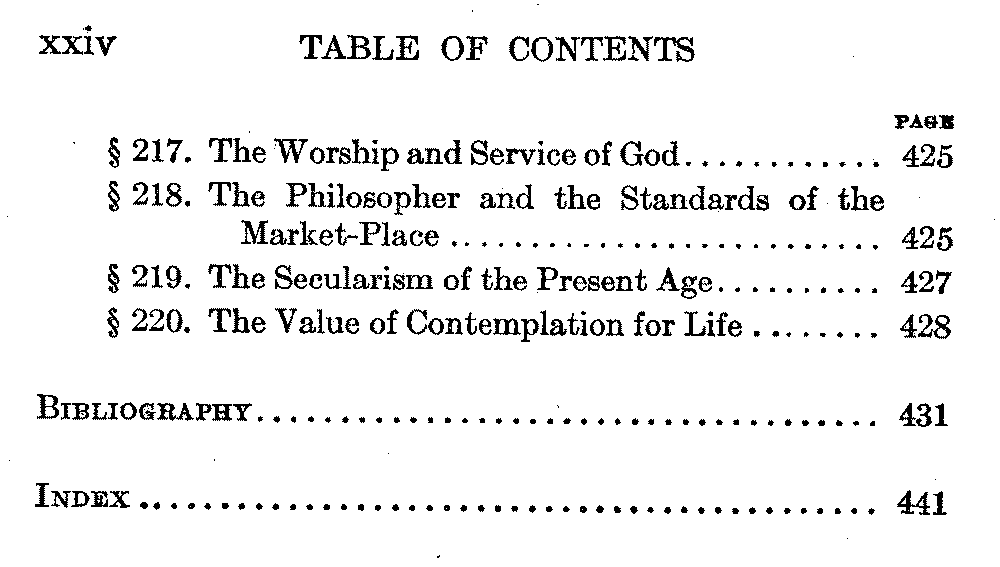 xxiv TABLE OF CONTENTS
PAGE
§ 217. The Worship and Service of God............ 425
§ 218. The Philosopher and the Standards of the
Market-Place ........................... 425
§ 219. The Secularism of the Present Age.......... 427
§ 220. The Value of Contemplation for Life ........ 428
BIBLIOGRAPHY...................................... 431
INDEX ............................................ 441